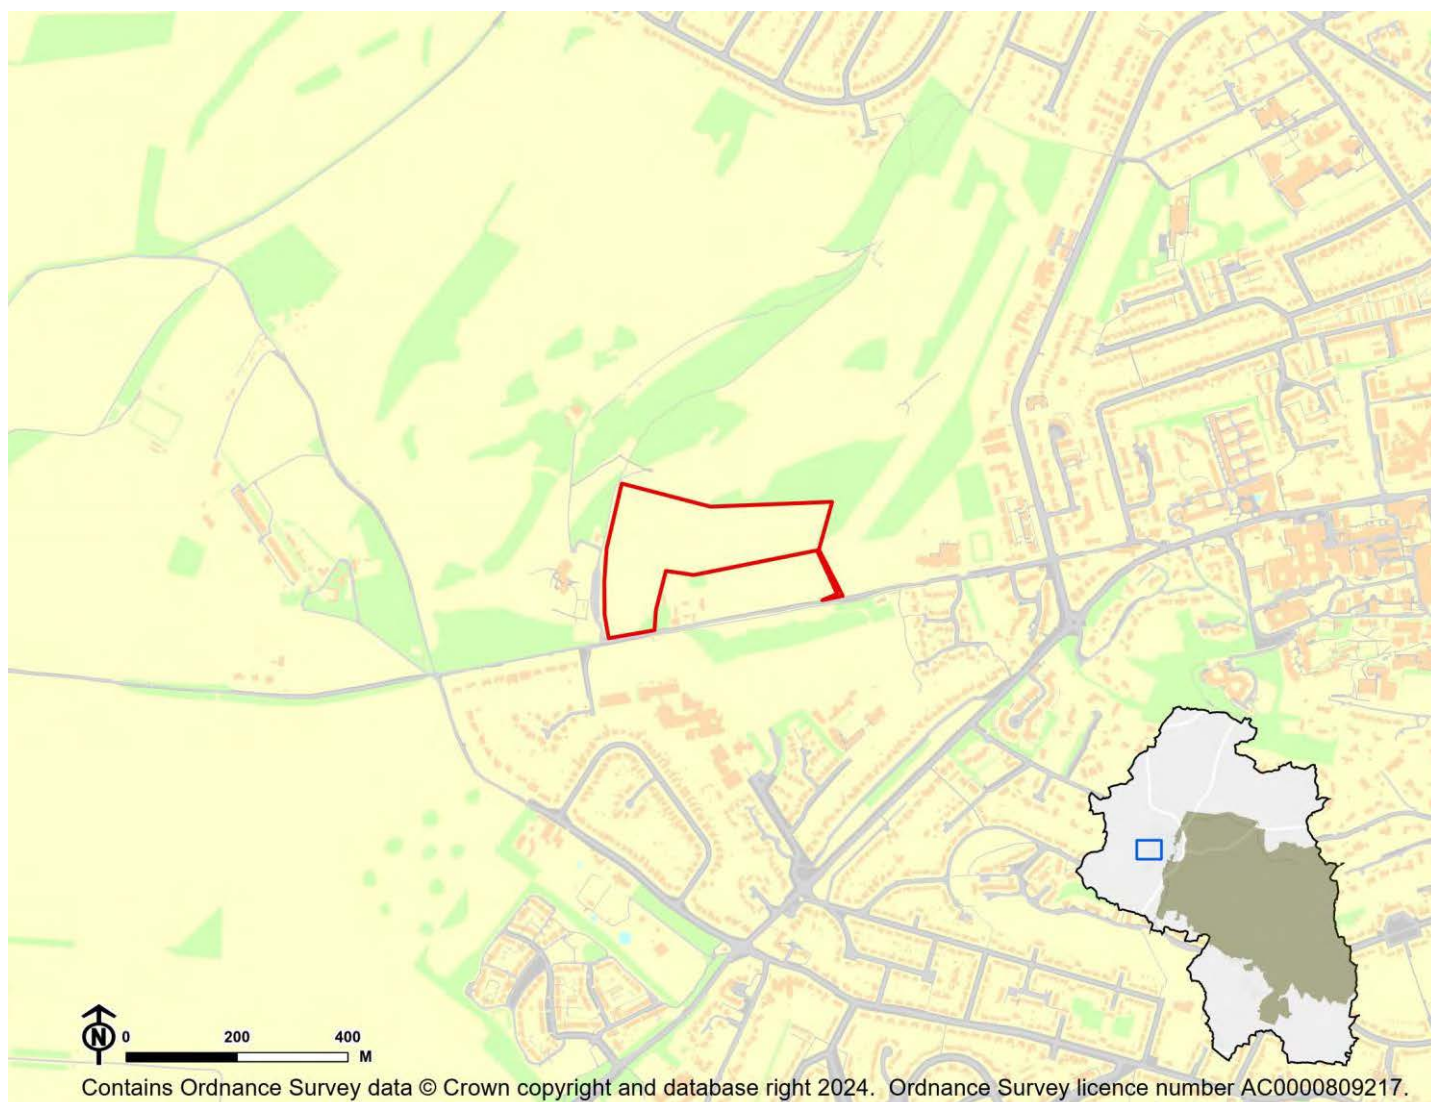 N
0 200 400
M
Contains Ordnance Survey data © Crown copyright and database right 2024. Ordnance Survey licence number AC0000809217.